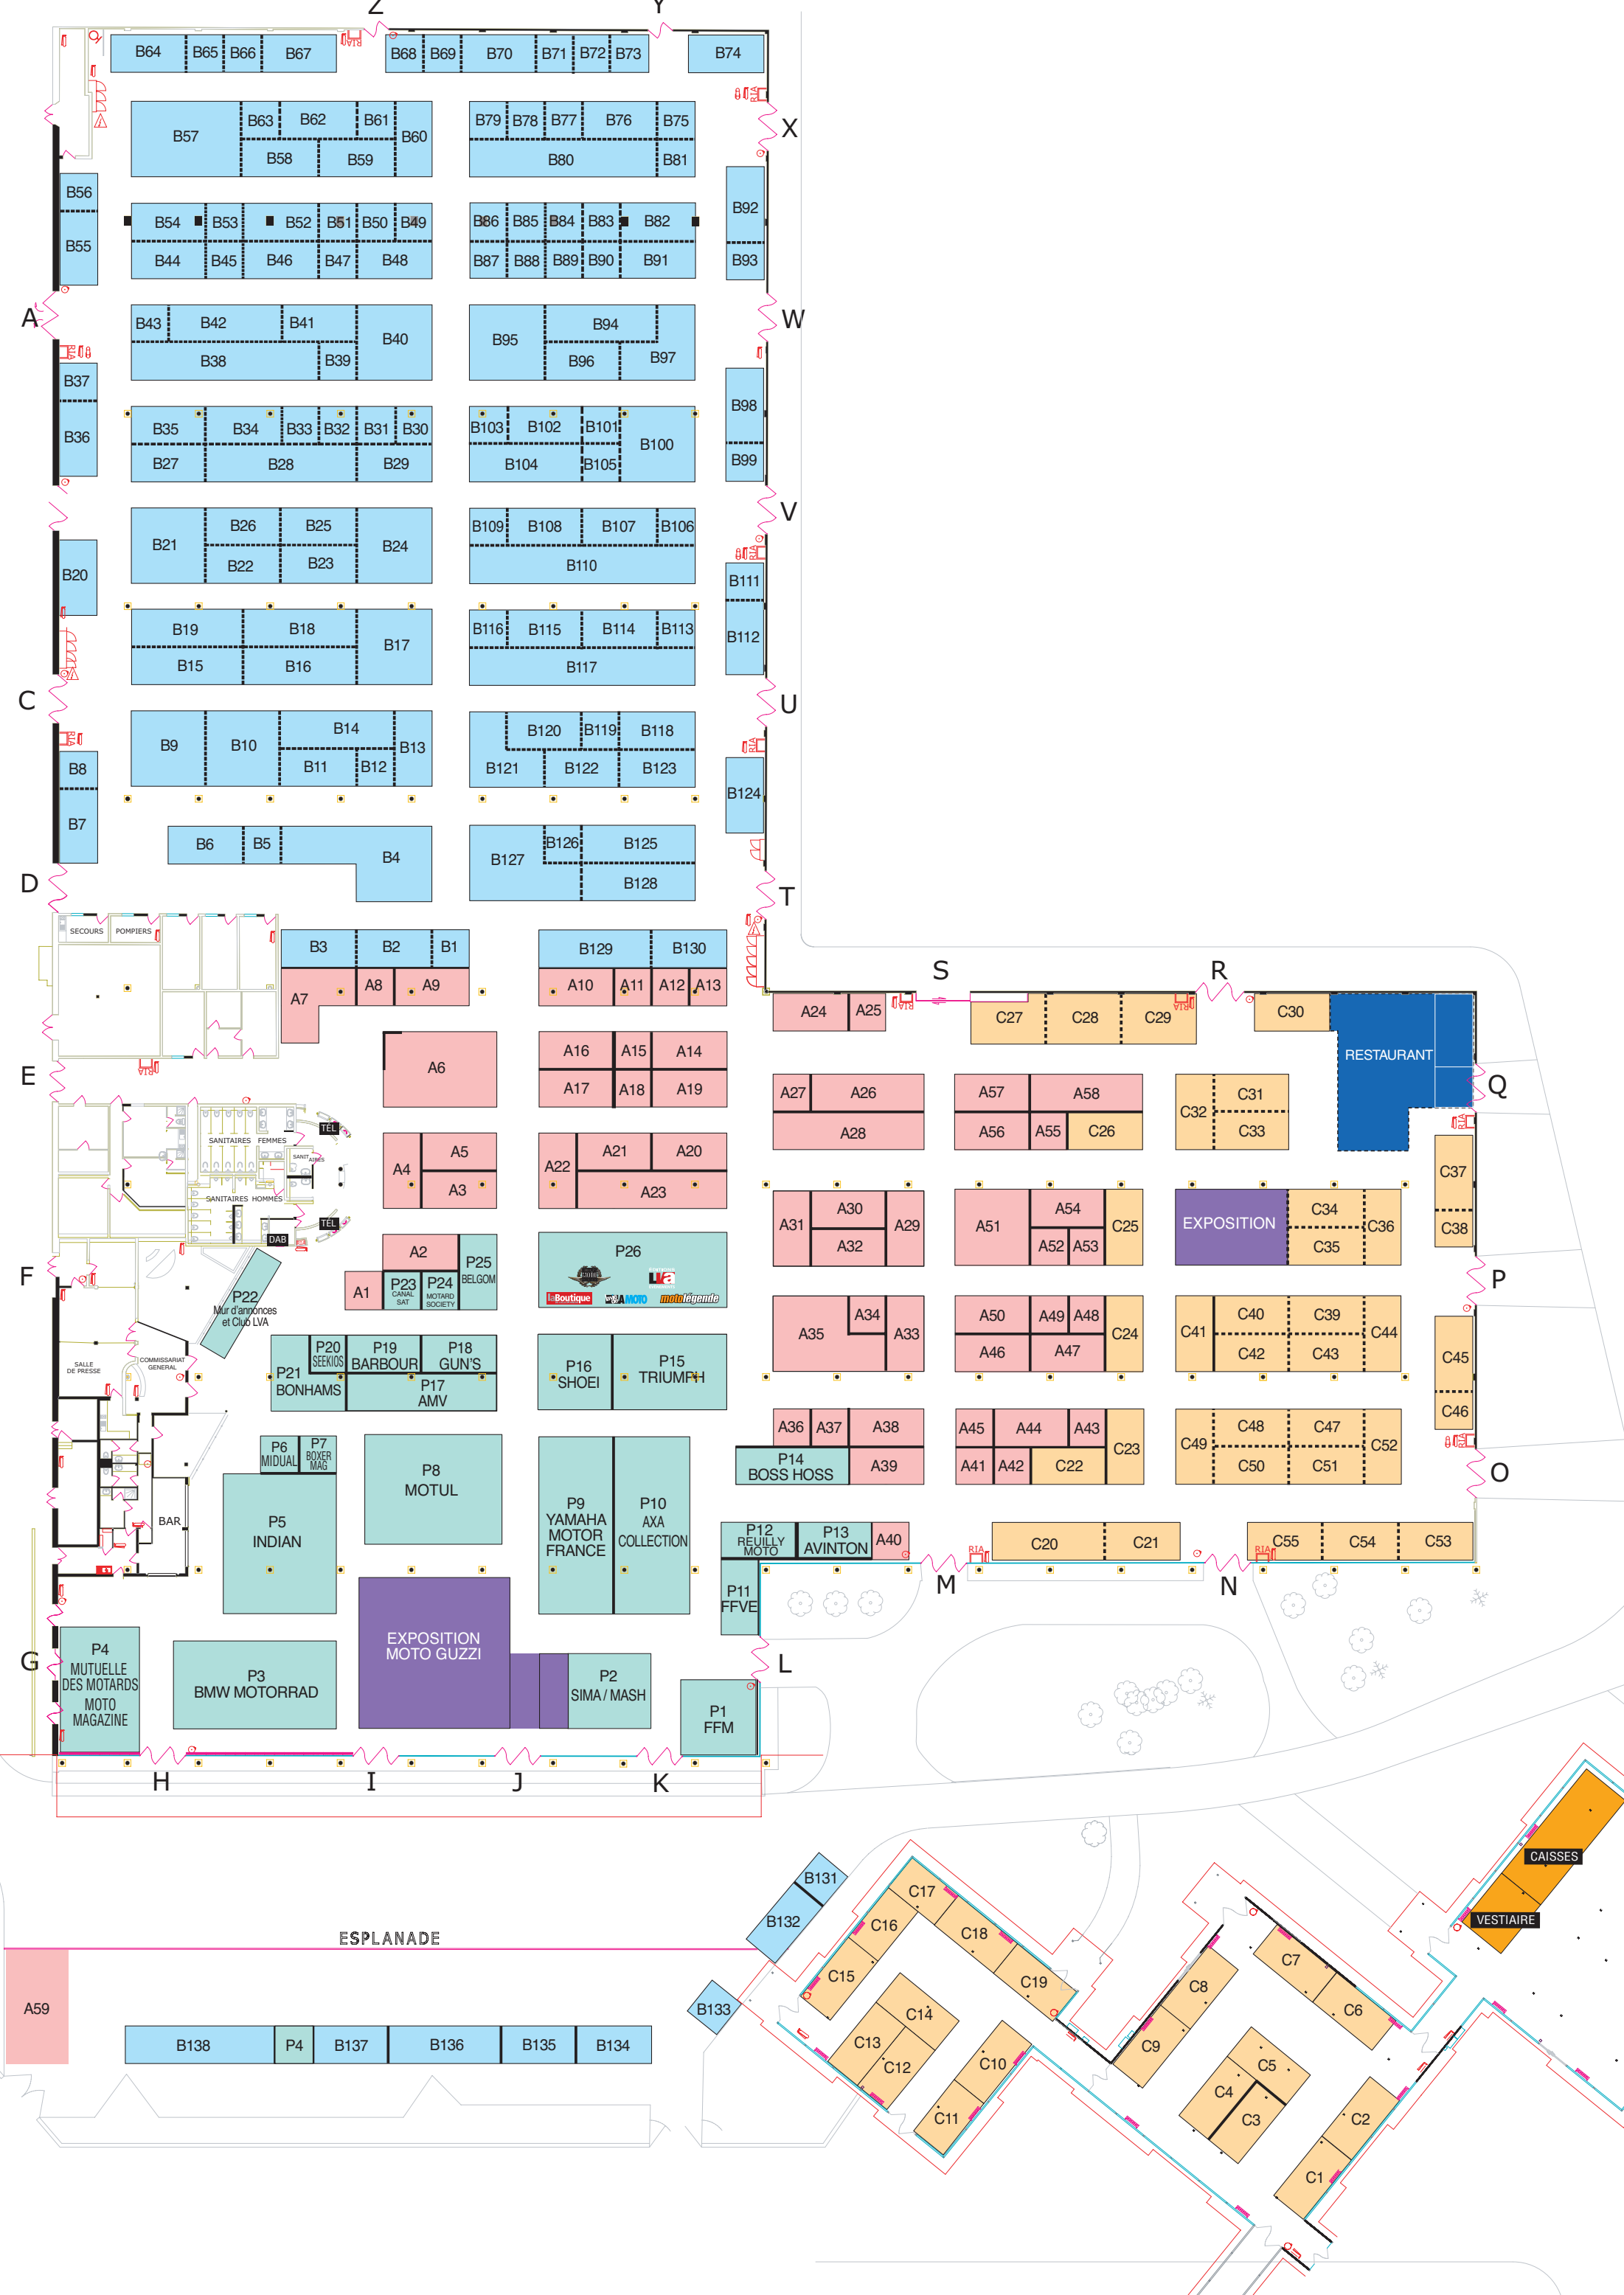 Z Y
B64 B65 B66 B67 B68 B69 B70 B71 B72 B73 B74
RIA
RIA
B63 B62 B61 B79 B78 B77 B76 B75
X
B57 B60
B58 B59 B80 B81
B56
B92
B54 B53 B52 B51 B50 B49 B86 B85 B84 B83 B82
B55
B44 B45 B46 B47 B48 B87 B88 B89 B90 B91 B93
A W
B43 B42 B41 B94
B40 B95
B38 B39 B96 B97
RIA
B37
B98
B35 B34 B33 B32 B31 B30 B103 B102 B101
B36 B100
B27 B28 B29 B104 B105 B99
V
B26 B25 B109 B108 B107 B106
B21 B24
RIA
B22 B23 B110
B20 B111
B19 B18 B116 B115 B114 B113
B17 B112
B15 B16 B117
C U
B14 B120 B119 B118
B9 B10 B13
RIA RIA
B8 B11 B12 B121 B122 B123
B124
B7
B6 B5 B126 B125
B4 B127
B128
D T
SECOURS POMPIERS
B3 B2 B1 B129 B130
S R
A7 A8 A9 A10 A11 A12 A13
A24 A25 RIA C27 C28 C29 RIA C30
A16 A15 A14
RESTAURANT
A6
RIA
E Q
A17 A18 A19 A27 A26 A57 A58 C31
C32
TÉL
SANITAIRES FEMMES
A28 A56 A55 C26 C33
RIA
SANITAIRES
A5 A21 A20
A4 A22
A3 A23
C37
SANITAIRES HOMMES
TÉL
DAB
A30 A54 C34
A31 A29 A51 C25 EXPOSITION C36
A32 A52 A53 C35
C38
F P
A2 P25
BELGOM
P26
laBoutique
LVA MOTO
motolégende
A1 P23
CANAL
SAT
P24
MOTARD
SOCIETY
P22
Mur d'annonces
et Club LVA
A34 A50 A49 A48 C40 C39
A35 A33 C24 C41 C44
A46 A47 C42 C43
C45
SALLE
DE PRESSE
COMMISSARIAT
GENERAL
P20
SEEKIOS
P19
BARBOUR
P18
GUN'S
P21
BONHAMS
P17
AMV
P16
SHOEI
P15
TRIUMPH
C46
A36 A37 A38 A45 A44 A43 C48 C47
C23 C49 C52
P6
MIDUAL
P7
BOXER
MAG
P8
MOTUL
P14
BOSS HOSS
A39 A41 A42 C22 C50 C51
RIA
O
P5
INDIAN
P9
YAMAHA
MOTOR
FRANCE
P10
AXA
COLLECTION
BAR
P12
REUILLY
MOTO
P13
AVINTON
A40 C20 C21 C55 C54 C53
RIA RIA
M N
P11
FFVE
EXPOSITION
MOTO GUZZI
G L
P4
MUTUELLE
DES MOTARDS
MOTO
MAGAZINE
P3
BMW MOTORRAD
P2
SIMA / MASH
P1
FFM
H I J K
CAISSES
VESTIAIRE
B131
B132
C17
C16 C18
C15 C19
ESPLANADE
C7
C8 C6
A59
B133
C14
C13 C9
B138 P4 B137 B136 B135 B134
C12 C10 C5
C4
C11 C3 C2
C1